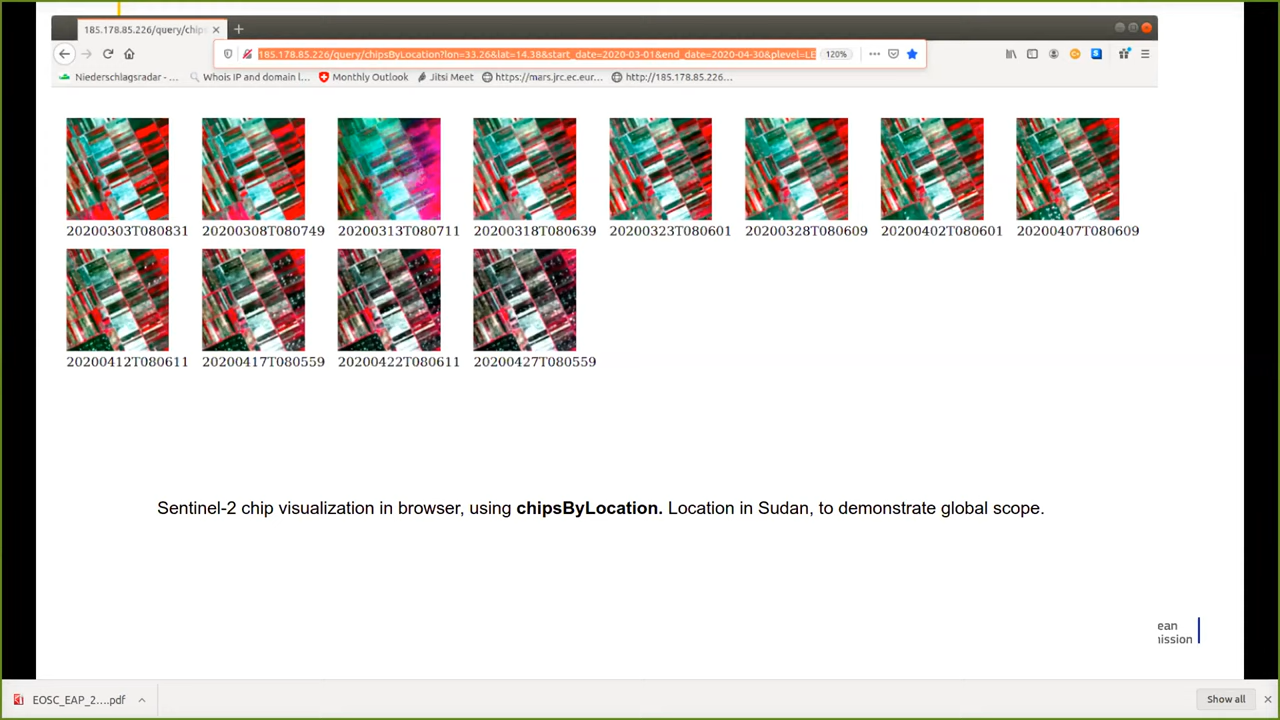 185.178.85.226/query/chips
185.178.85.226/query/chipsByLocation?lon=33.26&lat=14.38&start_date=2020-03-01&end_date=2020-04-30&plevel=LE
120%
Niederschlagsradar - ...
Whois IP and domain l...
Monthly Outlook
Jitsi Meet
https://mars.jrc.ec.eur...
http://185.178.85.226...
20200303T080831 20200308T080749 20200313T080711 20200318T080639 20200323T080601 20200328T080609 20200402T080601 20200407T080609
20200412T080611 20200417T080559 20200422T080611 20200427T080559
Sentinel-2 chip visualization in browser, using chipsByLocation. Location in Sudan, to demonstrate global scope.
ean
ission
EOSC_EAP_2....pdf
Show all